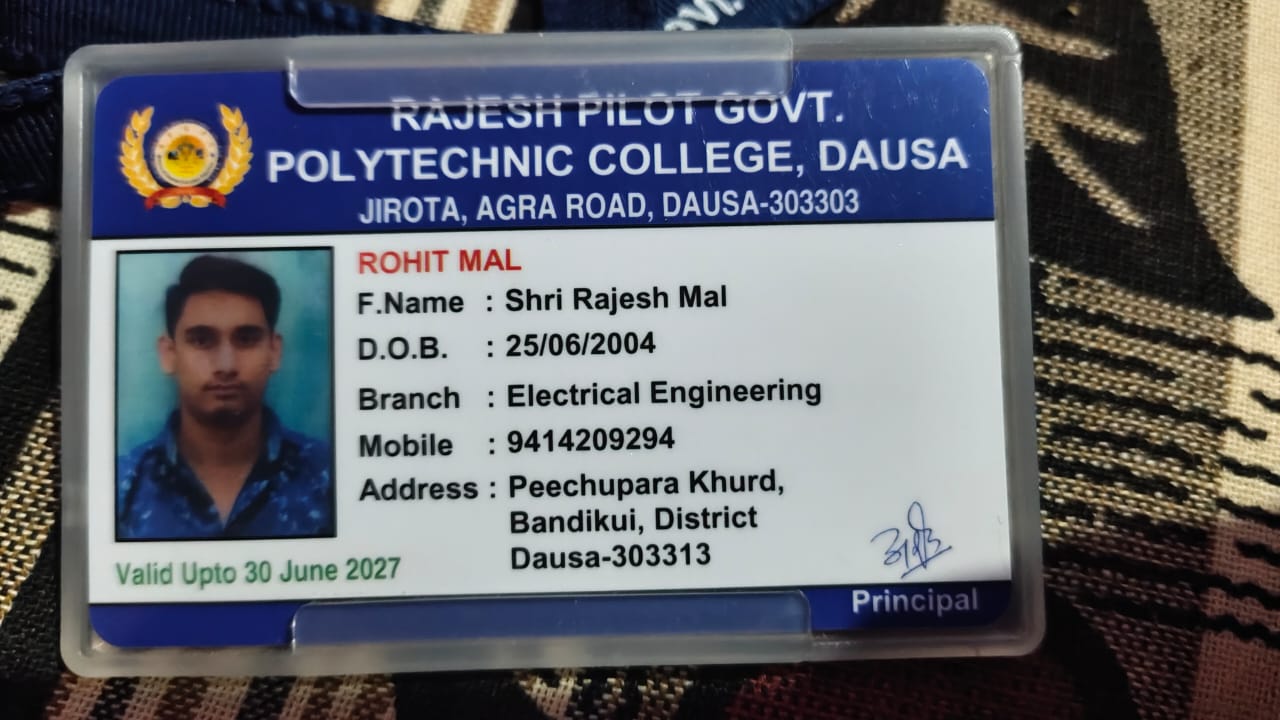 RAJESH PILOT GOVT.
POLYTECHNIC COLLEGE, DAUSA
JIROTA, AGRA ROAD, DAUSA-303303
ROHIT MAL
F.Name : Shri Rajesh Mal
D.O.B. : 25/06/2004
Branch : Electrical Engineering
Mobile : 9414209294
Address : Peechupara Khurd,
Bandikui, District
Dausa-303313
Valid Upto 30 June 2027
Principal